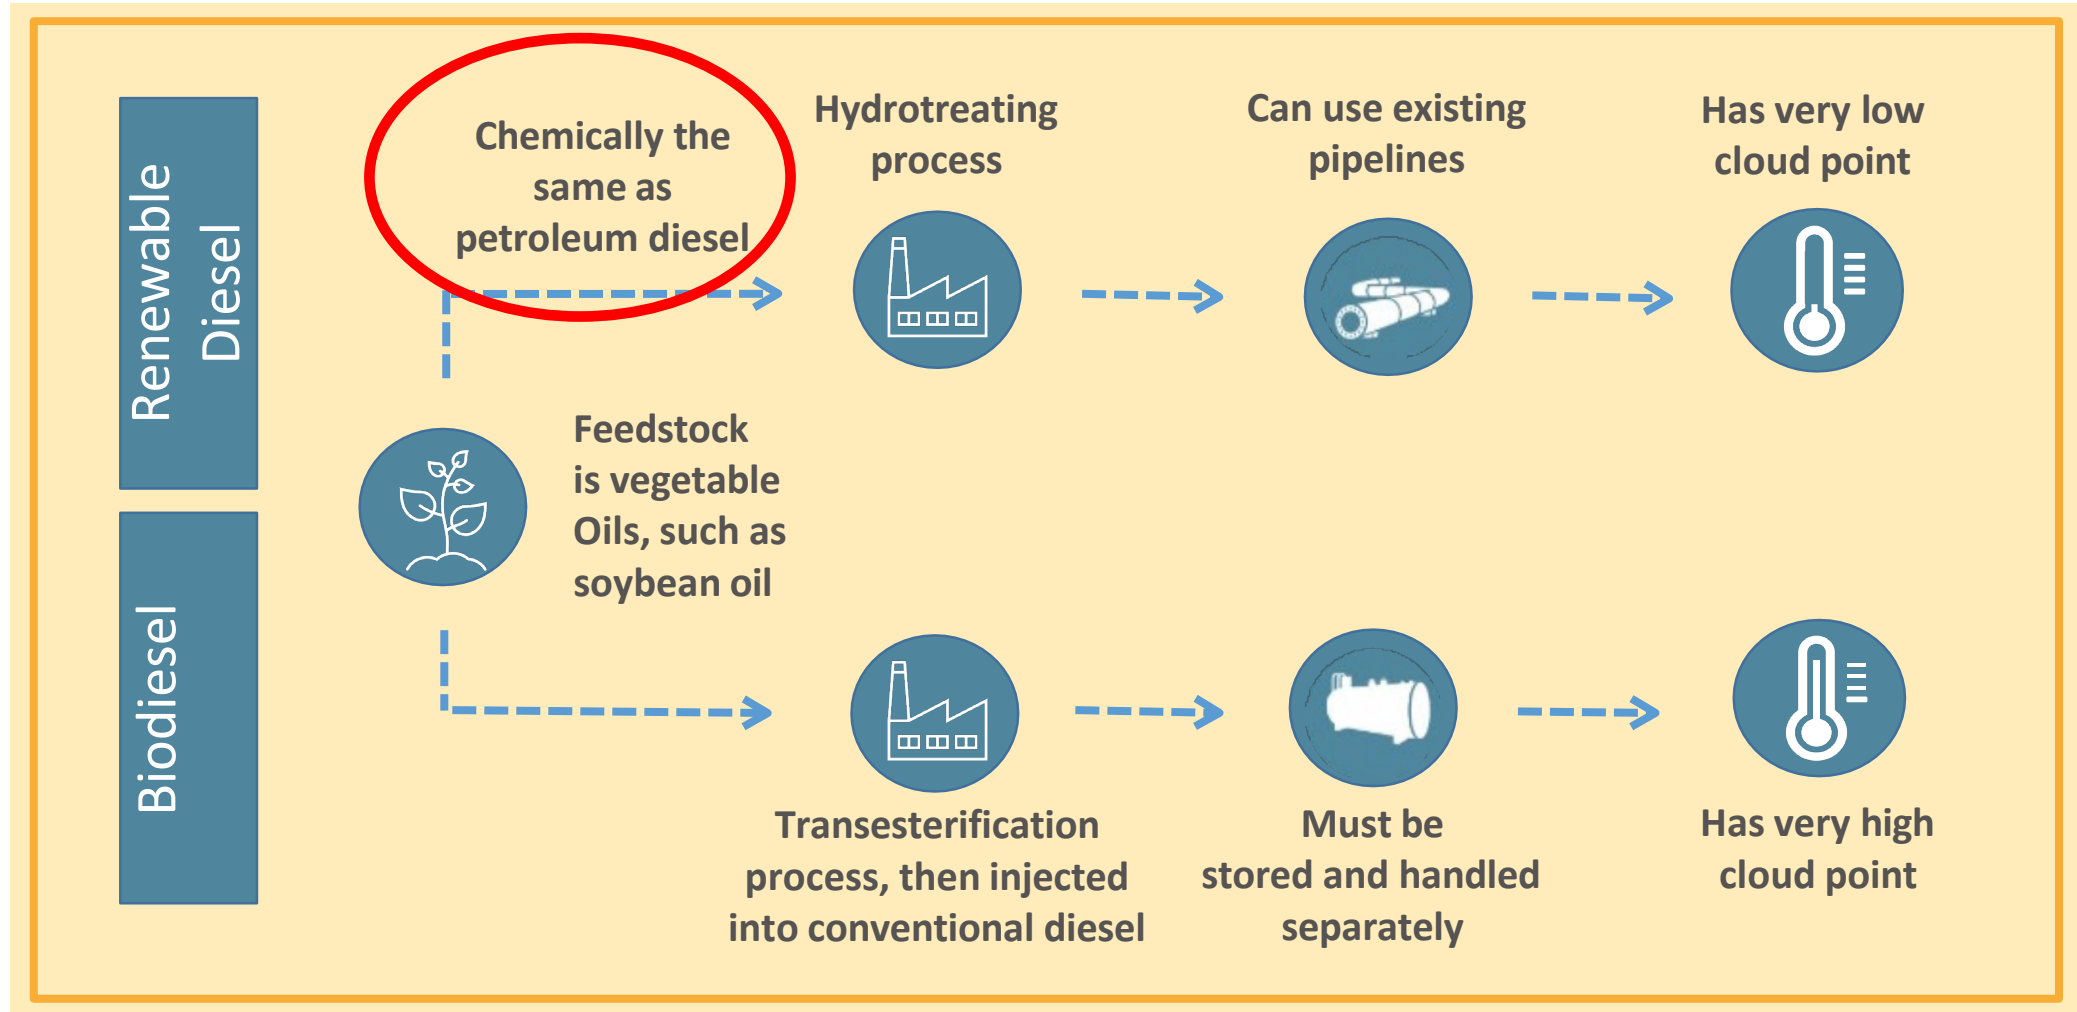 Renewable
Diesel
Chemically the
same as
petroleum diesel
Hydrotreating
process
Can use existing
pipelines
Has very low
cloud point
Feedstock
is vegetable
Oils, such as
soybean oil
Biodiesel
Transesterification
process, then injected
into conventional diesel
Must be
stored and handled
separately
Has very high
cloud point